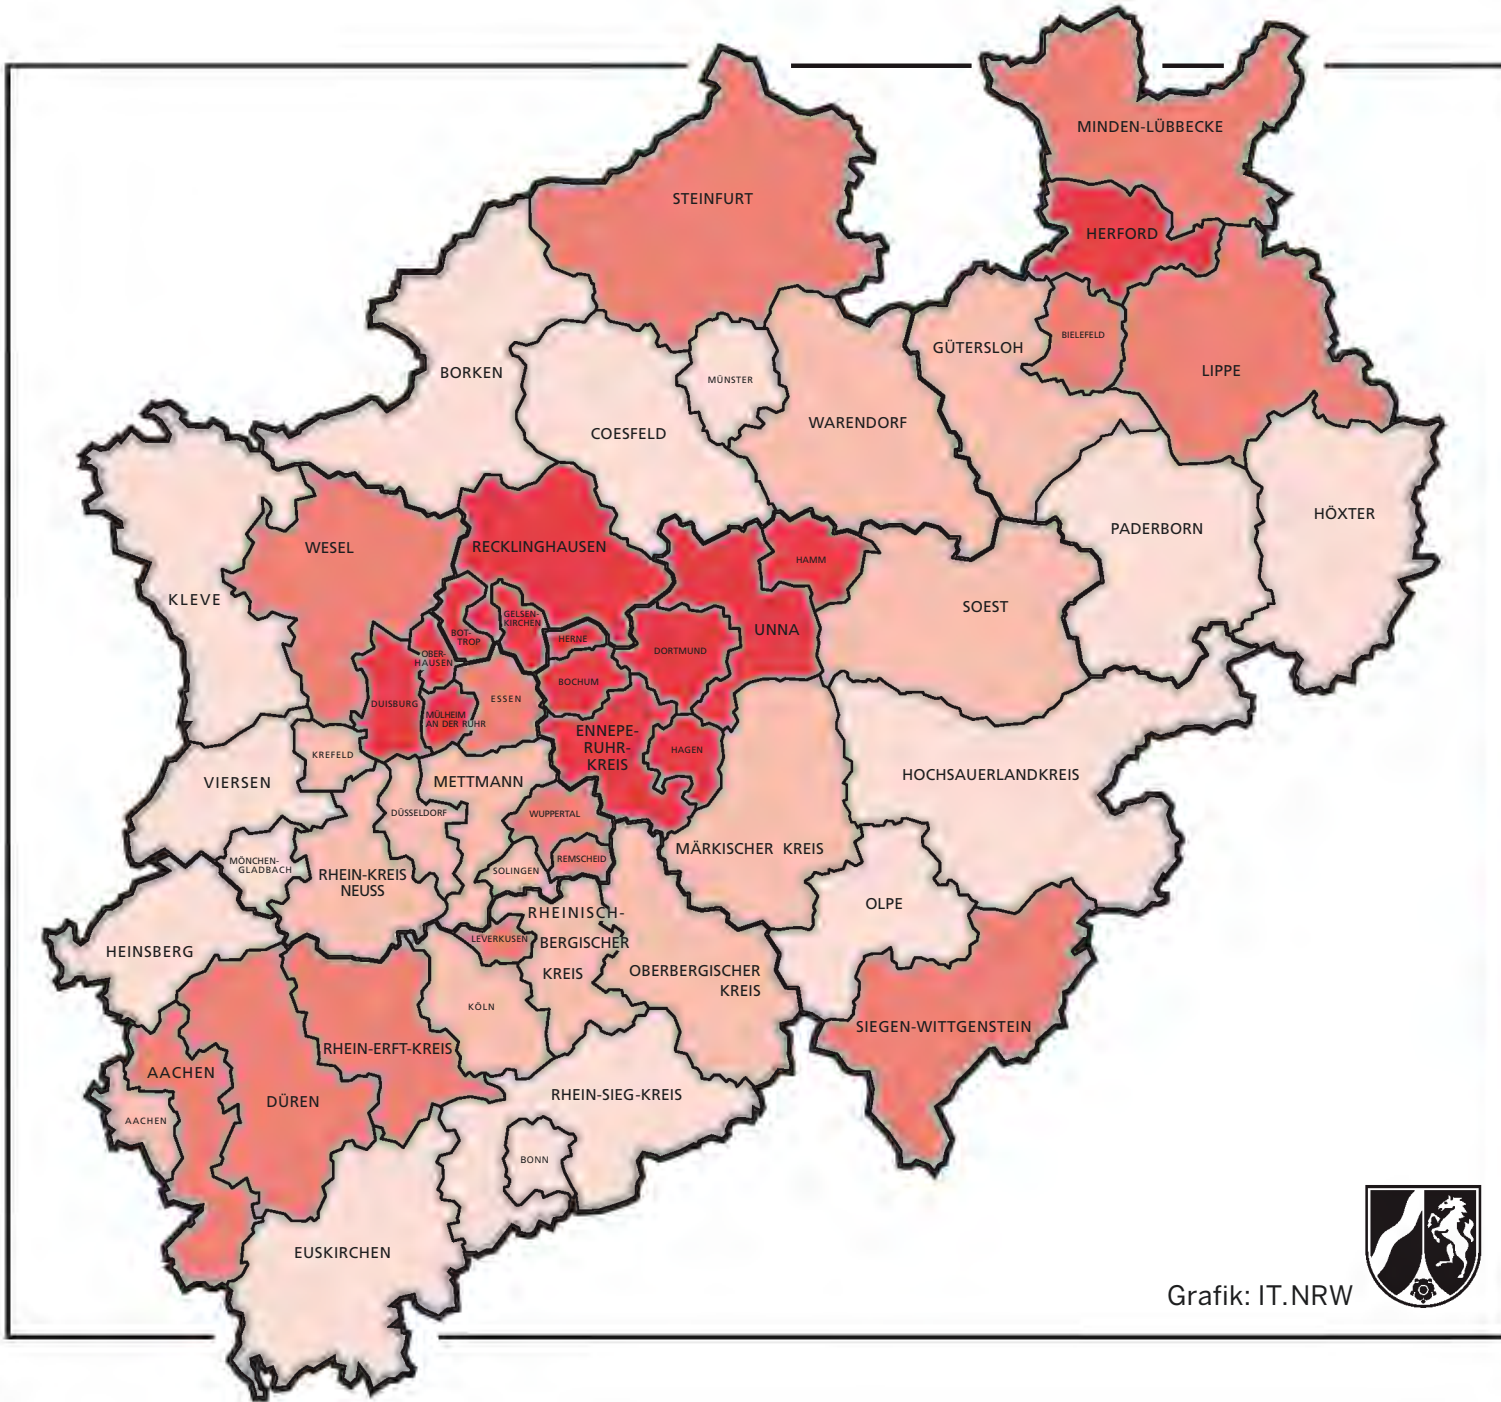 MINDEN-LÜBBECKE
STEINFURT
HERFORD
BIELEFELD
GÜTERSLOH
LIPPE
BORKEN
MÜNSTER
WARENDORF
COESFELD
HÖXTER
PADERBORN
WESEL
RECKLINGHAUSEN
HAMM
KLEVE
SOEST
GELSEN-
KIRCHEN
BOT-
TROP
HERNE
UNNA
DORTMUND
OBER-
HAUSEN
BOCHUM
ESSEN
DUISBURG
MÜLHEIM
AN DER RUHR
ENNEPE-
RUHR-
KREIS
HAGEN
KREFELD
HOCHSAUERLANDKREIS
VIERSEN
METTMANN
DÜSSELDORF
WUPPERTAL
MÄRKISCHER KREIS
REMSCHEID
MÖNCHEN-
GLADBACH
SOLINGEN
RHEIN-KREIS
NEUSS
OLPE
RHEINISCH-
BERGISCHER
KREIS
LEVERKUSEN
HEINSBERG
OBERBERGISCHER
KREIS
KÖLN
SIEGEN-WITTGENSTEIN
RHEIN-ERFT-KREIS
AACHEN
DÜREN
RHEIN-SIEG-KREIS
AACHEN
BONN
EUSKIRCHEN
Grafik: IT.NRW